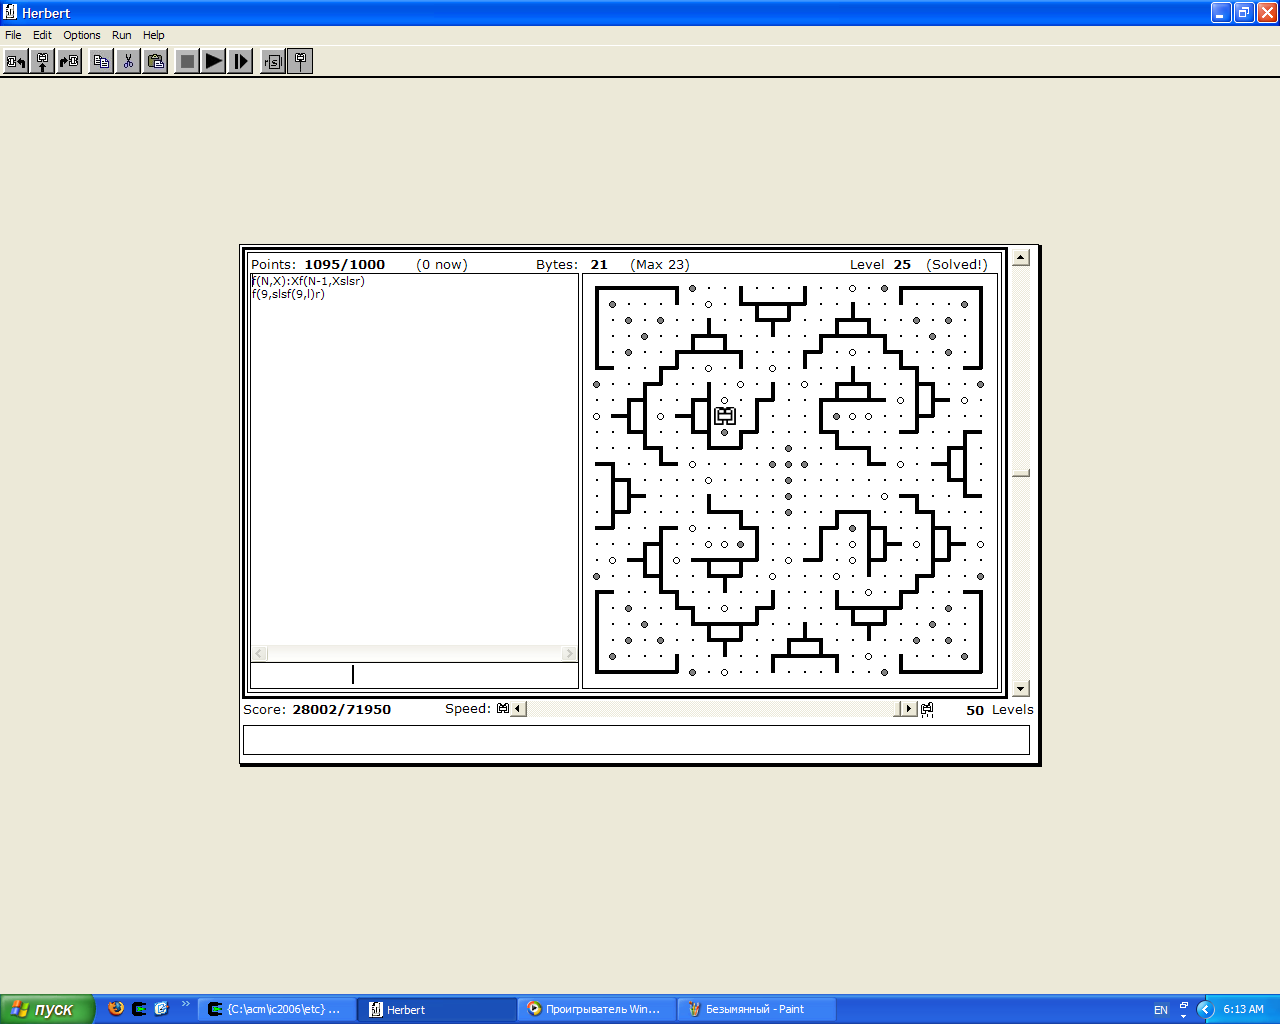 Herbert
File Edit Options Run Help
Points: 1095/1000 (0 now) Bytes: 21 (Max 23) Level 25 (Solved!)
f(N,X):Xf(N-1,Xslsr)
f(9,slsf(9,l)r)
Score: 28002/71950 Speed: 50 Levels
пуск {C:\acm\ic2006\etc} ... Herbert Проигрыватель Win... Безымянный - Paint EN 6:13 AM